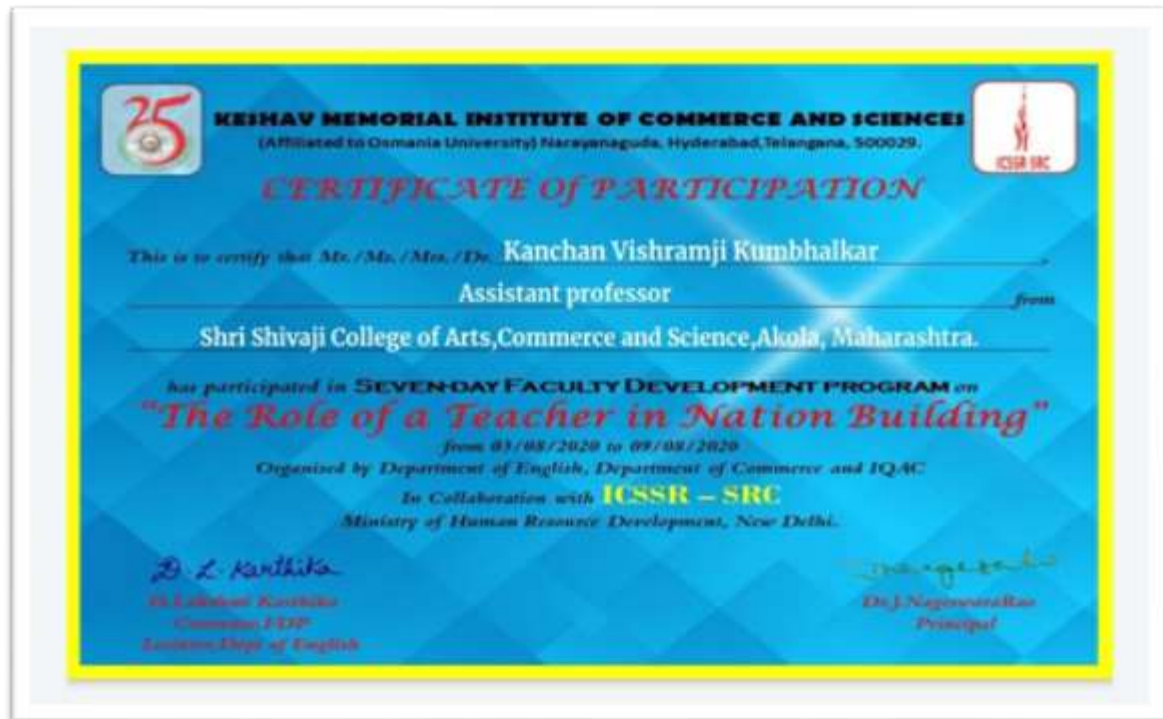 25
KESHAV MEMORIAL INSTITUTE OF COMMERCE AND SCIENCES
(Affiliated to Osmania University) Narayanaguda, Hyderabad,Telangana, 500029.
ICSSR SRC
CERTIFICATE Of PARTICIPATION
This is to certify that Mr./Ms./Mrs./Dr. Kanchan Vishramji Kumbhalkar
Assistant professor from
Shri Shivaji College of Arts,Commerce and Science,Akola, Maharashtra.
has participated in SEVEN-DAY FACULTY DEVELOPMENT PROGRAM on
"The Role of a Teacher in Nation Building"
from 03/08/2020 to 09/08/2020
Organised by Department of English, Department of Commerce and IQAC
In Collaboration with ICSSR – SRC
Ministry of Human Resource Development, New Delhi.
D. L Karthika
Karthika
FDP
Dept of English
Dr.J.NageswaraRao
Principal